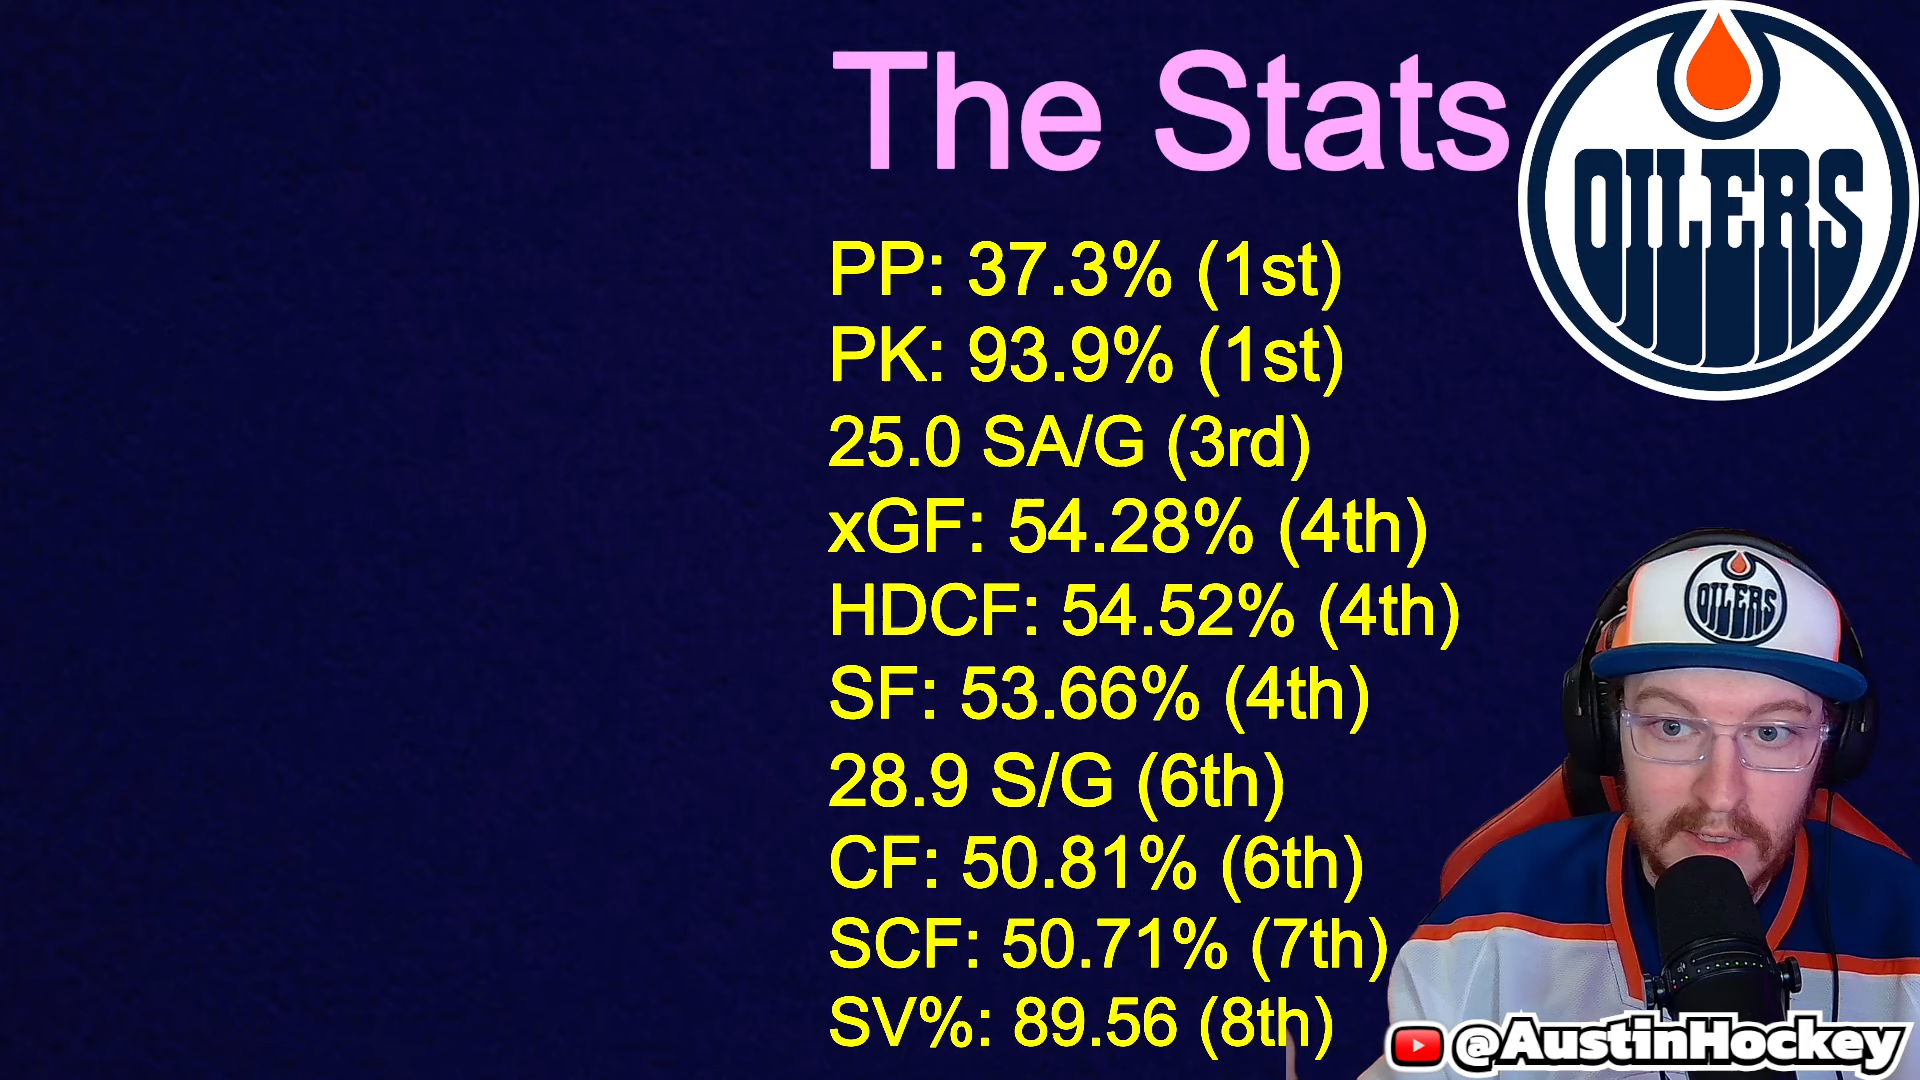 The Stats
OILERS
PP: 37.3% (1st)
PK: 93.9% (1st)
25.0 SA/G (3rd)
xGF: 54.28% (4th)
HDCF: 54.52% (4th)
SF: 53.66% (4th)
28.9 S/G (6th)
CF: 50.81% (6th)
SCF: 50.71% (7th)
SV%: 89.56 (8th)
OILERS
@AustinHockey